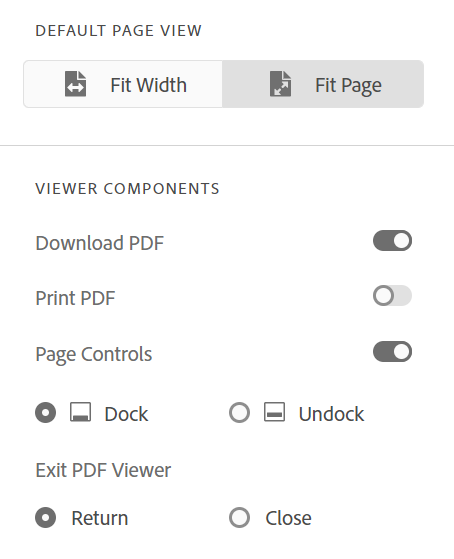 DEFAULT PAGE VIEW
Fit Width Fit Page
VIEWER COMPONENTS
Download PDF
Print PDF
Page Controls
Dock Undock
Exit PDF Viewer
Return Close